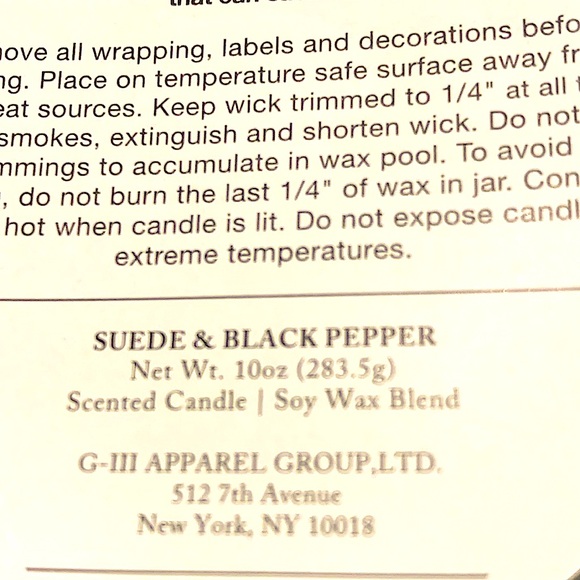 that can
ove all wrapping, labels and decorations befo
ng. Place on temperature safe surface away fr
eat sources. Keep wick trimmed to 1/4" at all t
smokes, extinguish and shorten wick. Do not
mmings to accumulate in wax pool. To avoid
, do not burn the last 1/4" of wax in jar. Con
hot when candle is lit. Do not expose candl
extreme temperatures.
SUEDE & BLACK PEPPER
Net Wt. 10oz (283.5g)
Scented Candle | Soy Wax Blend
G-III APPAREL GROUP,LTD.
512 7th Avenue
New York, NY 10018